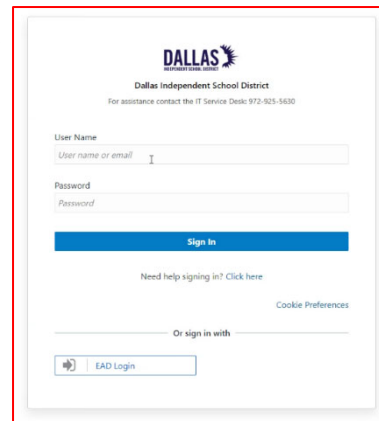 DALLAS
INDEPENDENT SCHOOL DISTRICT
Dallas Independent School District
For assistance contact the IT Service Desk: 972-925-5630
User Name
User name or email
Password
Password
Sign In
Need help signing in? Click here
Cookie Preferences
Or sign in with
EAD Login